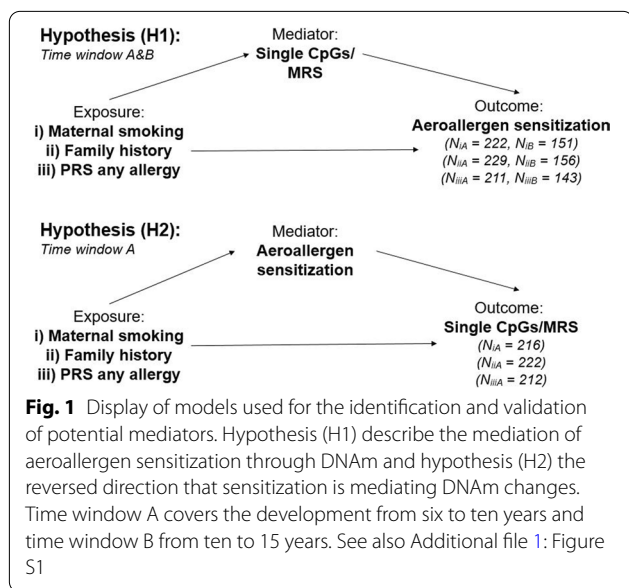 Hypothesis (H1):
Time window A&B
Mediator:
Single CpGs/
MRS
Exposure:
i) Maternal smoking
ii) Family history
iii) PRS any allergy
Outcome:
Aeroallergen sensitization
(NiA = 222, NiB = 151)
(NiiA = 229, NiiB = 156)
(NiiiA = 211, NiiiB = 143)
Hypothesis (H2):
Time window A
Mediator:
Aeroallergen
sensitization
Exposure:
i) Maternal smoking
ii) Family history
iii) PRS any allergy
Outcome:
Single CpGs/MRS
(NiA = 216)
(NiiA = 222)
(NiiiA = 212)
Fig. 1 Display of models used for the identification and validation
of potential mediators. Hypothesis (H1) describe the mediation of
aeroallergen sensitization through DNAm and hypothesis (H2) the
reversed direction that sensitization is mediating DNAm changes.
Time window A covers the development from six to ten years and
time window B from ten to 15 years. See also Additional file 1: Figure
S1